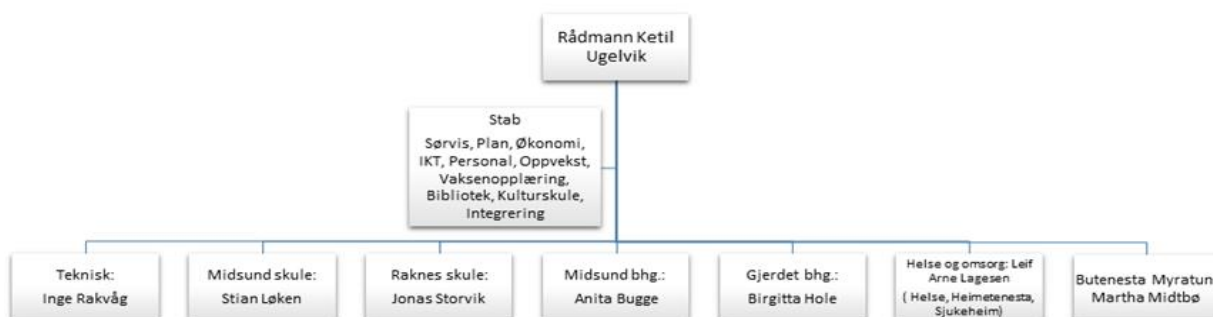 Rådmann Ketil
Ugelvik
Stab
Sørvis, Plan, Økonomi,
IKT, Personal, Oppvekst,
Vaksenopplæring,
Bibliotek, Kulturskule,
Integrering
Teknisk:
Inge Rakvåg
Midsund skule:
Stian Løken
Raknes skule:
Jonas Storvik
Midsund bhg.:
Anita Bugge
Gjerdet bhg.:
Birgitta Hole
Helse og omsorg: Leif
Arne Lagesen
( Helse, Heimetenesta,
Sjukeheim)
Butenesta Myratun
Martha Midtbø